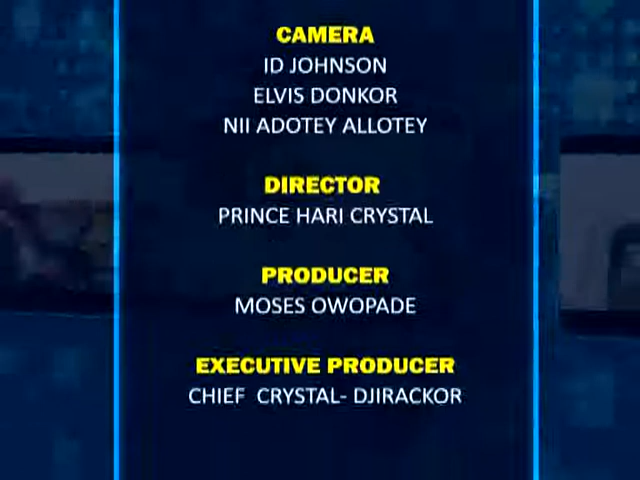 CAMERA
ID JOHNSON
ELVIS DONKOR
NII ADOTEY ALLOTEY
DIRECTOR
PRINCE HARI CRYSTAL
PRODUCER
MOSES OWOPADE
EXECUTIVE PRODUCER
CHIEF  CRYSTAL- DJIRACKOR